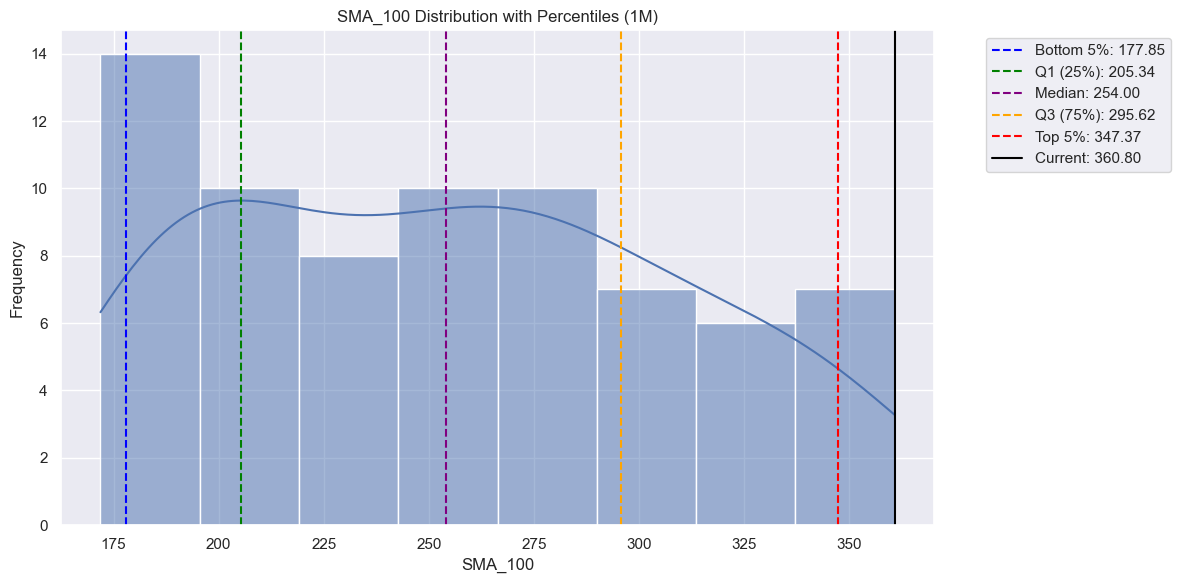 SMA_100 Distribution with Percentiles (1M)
Bottom 5%: 177.85
Q1 (25%): 205.34
Median: 254.00
Q3 (75%): 295.62
Top 5%: 347.37
Current: 360.80
Frequency
14
12
10
8
6
4
2
0
175 200 225 250 275 300 325 350
SMA_100